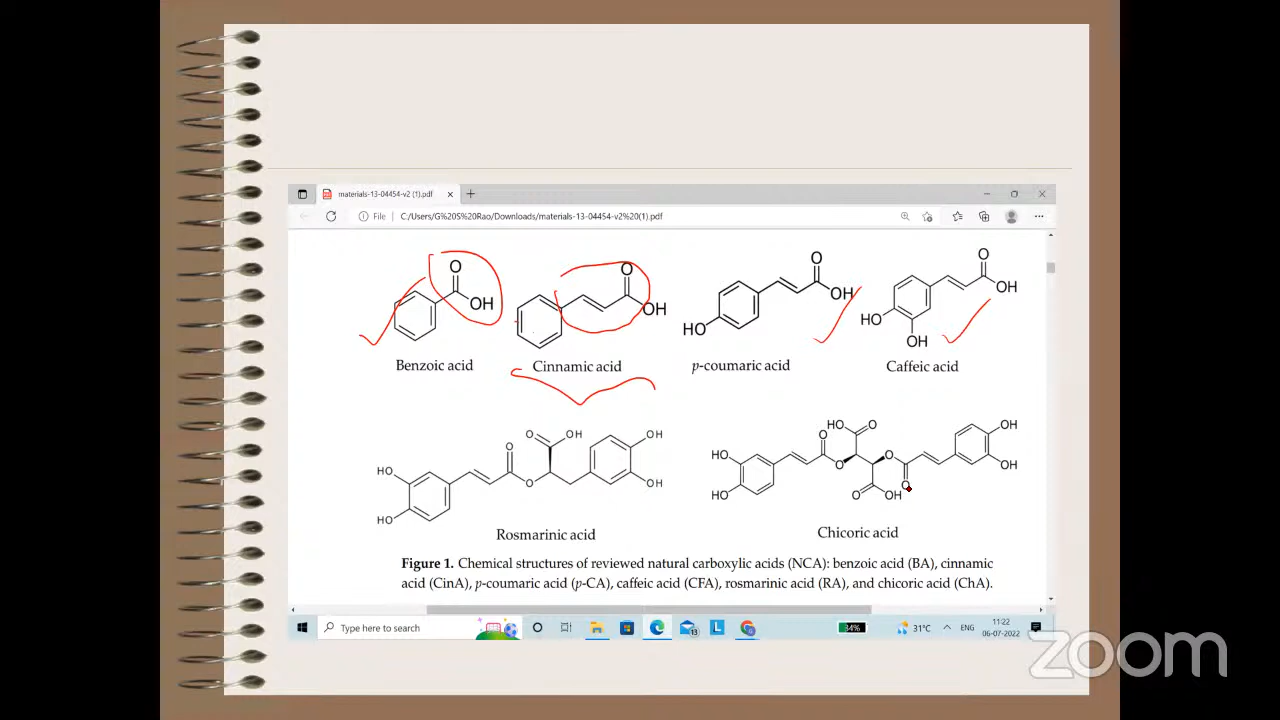 materials-13-04454-v2 (1).pdf
File | C:/Users/G%20S%20Rao/Downloads/materials-13-04454-v2%20(1).pdf
O
OH
Benzoic acid
O
OH
Cinnamic acid
O
OH
HO
p-coumaric acid
O
OH
HO
OH
Caffeic acid
O
OH
O
O
HO
HO
OH
OH
Rosmarinic acid
HO
O
O
O
O
O
OH
O
HO
HO
OH
OH
Chicoric acid
Figure 1. Chemical structures of reviewed natural carboxylic acids (NCA): benzoic acid (BA), cinnamic
acid (CinA), p-coumaric acid (p-CA), caffeic acid (CFA), rosmarinic acid (RA), and chicoric acid (ChA).
Type here to search
13
L
34%
31°C
ENG
11:22
06-07-2022
zoom